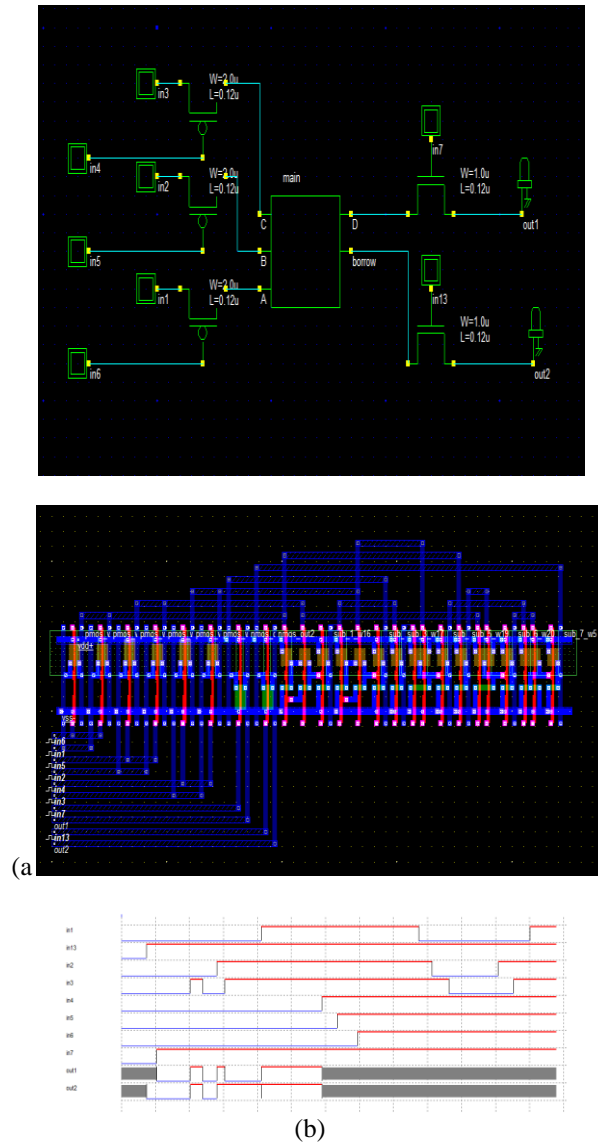 W=2.0u
in3
L=0.12u
in7
in4
W=2.0u
in2
L=0.12u
main
W=1.0u
L=0.12u
C
D
out1
in5
B
borrow
W=2.0u
in1
L=0.12u
A
in13
W=1.0u
L=0.12u
in6
out2
nmos_out2
vdd+
vss-
in6
in1
in5
in2
in4
in3
in7
out1
in13
out2
(a
in1
in13
in2
in3
in4
in5
in6
in7
out1
out2
(b)